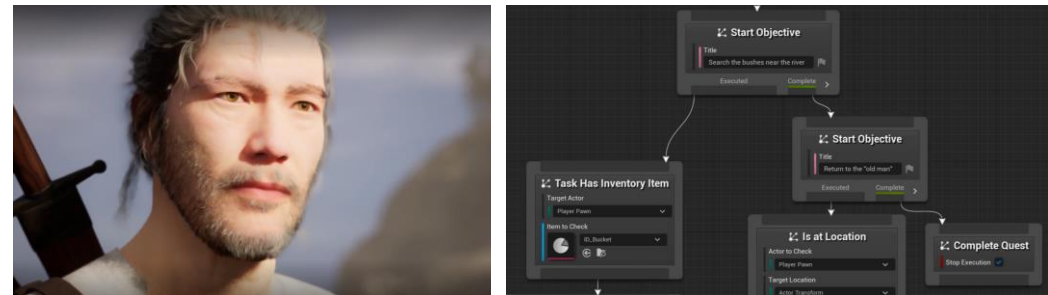 Start Objective
Title
Search the bushes near the river
Executed
Complete
Start Objective
Title
Return to the "old man"
Executed
Complete
Task Has Inventory Item
Target Actor
Player Pawn
Item to Check
ID_Bucket
Is at Location
Actor to Check
Player Pawn
Target Location
Actor Transform
Complete Quest
Stop Execution